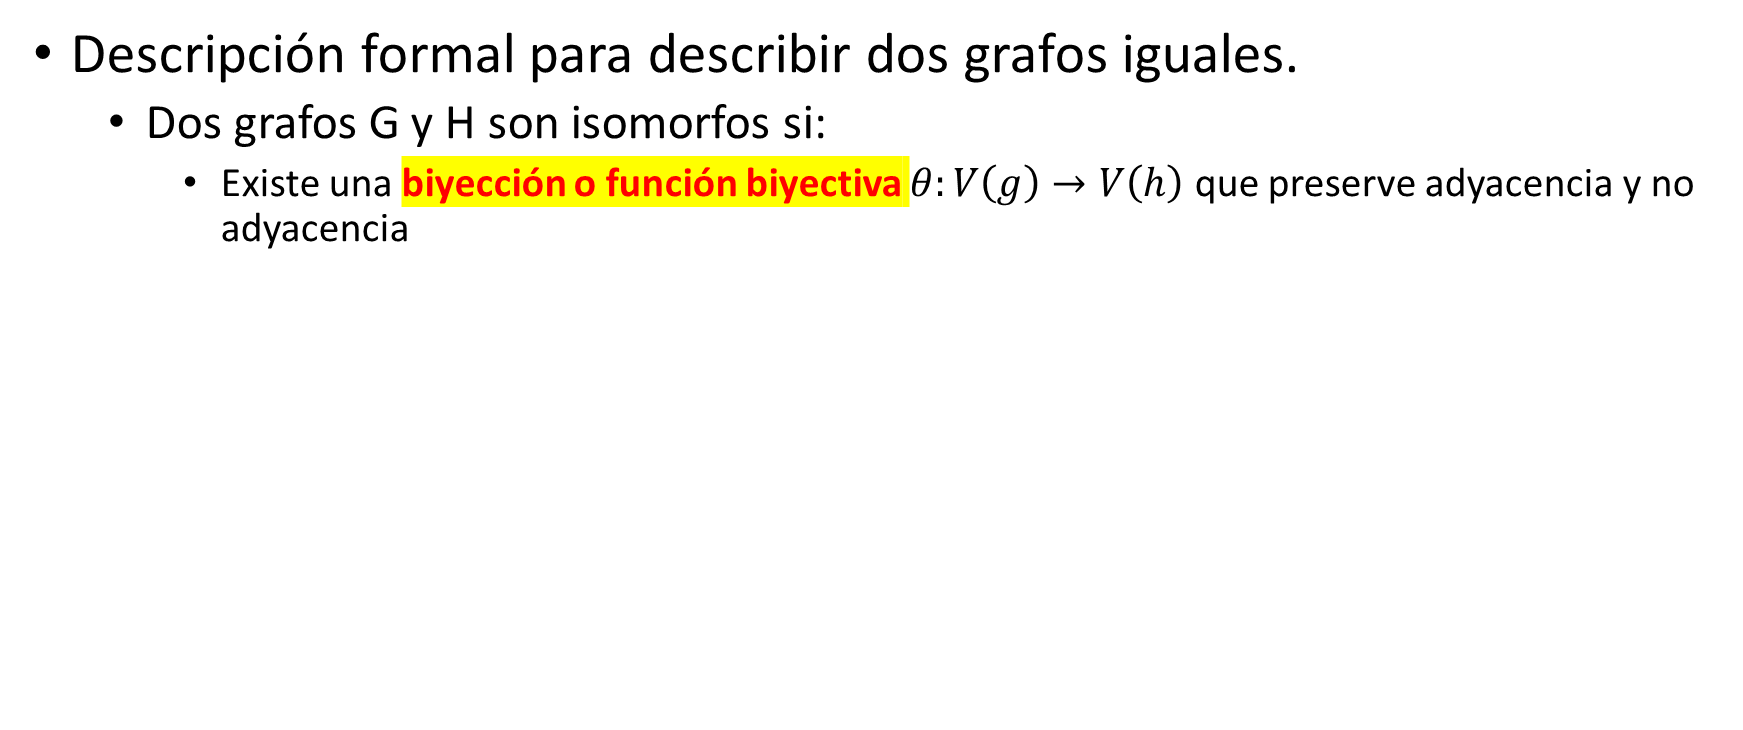 • Descripción formal para describir dos grafos iguales.
• Dos grafos G y H son isomorfos si:
• Existe una biyección o función biyectiva θ: V(g) → V(h) que preserve adyacencia y no
adyacencia